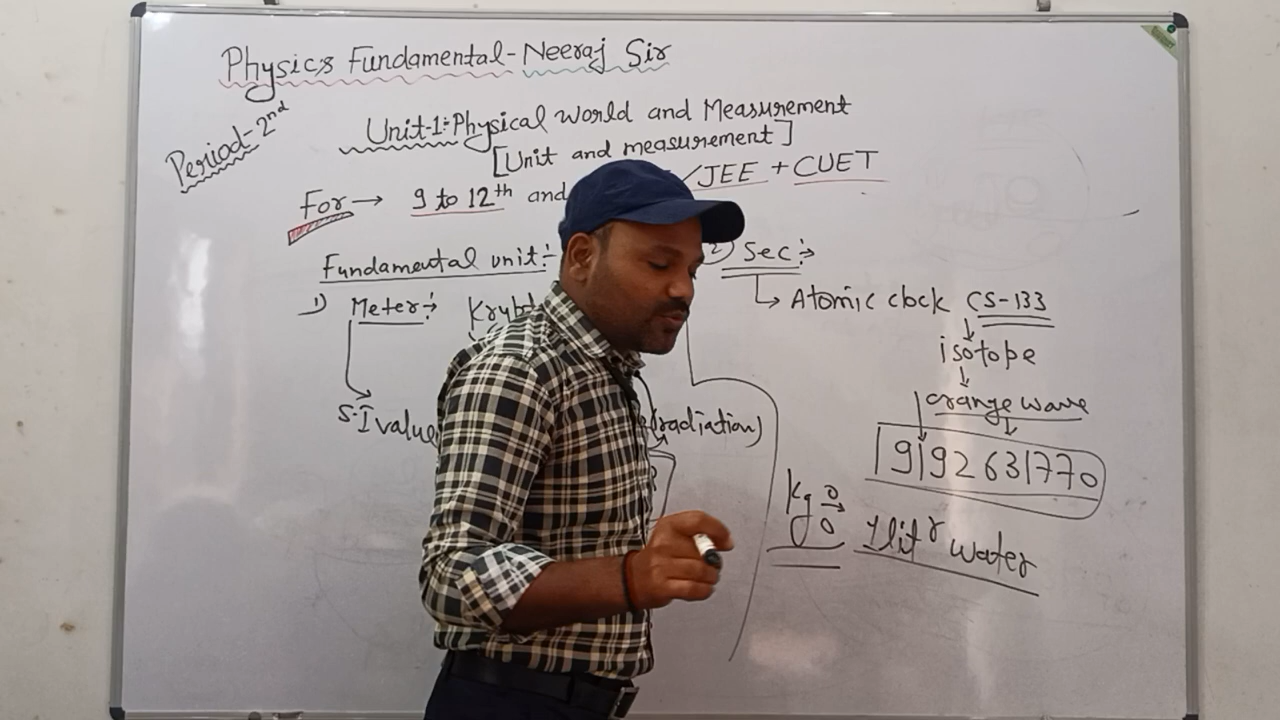 Physics Fundamental - Neeraj Sir
Period - 2nd
Unit-1: Physical World and Measurement
[Unit and measurement]
For → 9 to 12th and /JEE + CUET
Fundamental unit:-
1) Meter:-
S.I value
(radiation)
2) Sec:→
↳ Atomic clock CS-133
isotope
orange wave
9192631770
Kg → 1 litr water